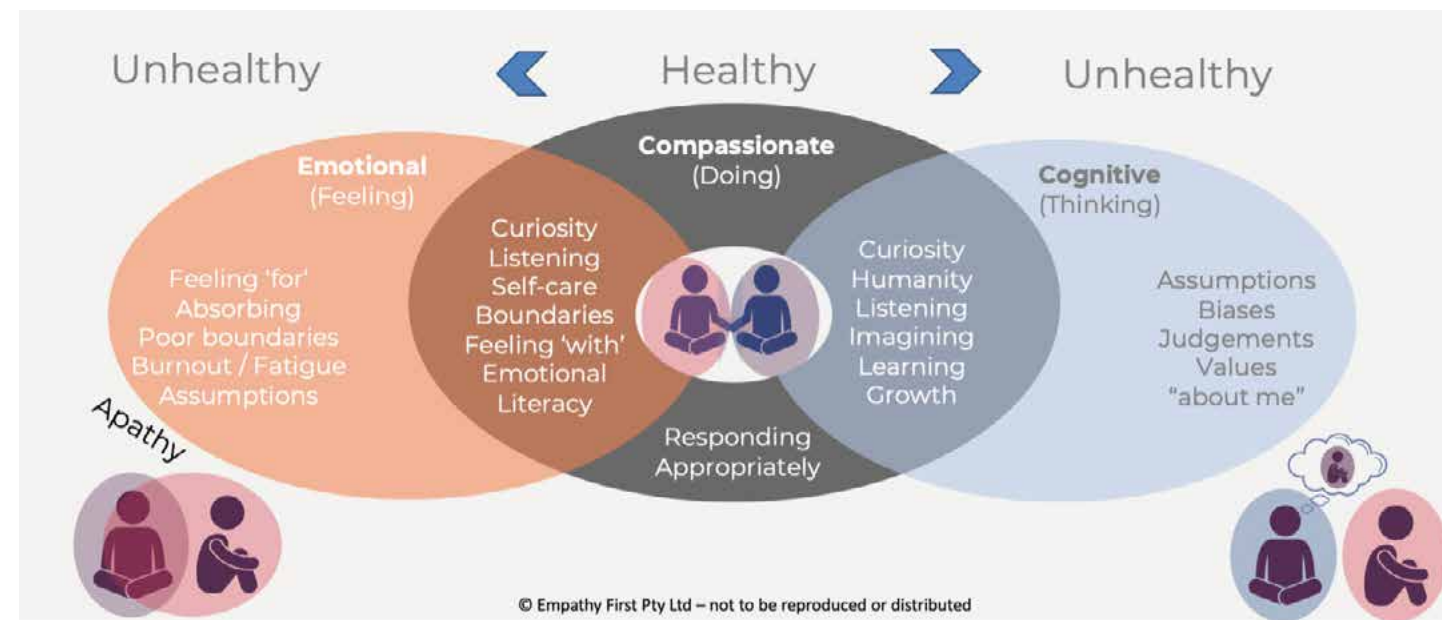 Unhealthy
Healthy
Unhealthy
Emotional
(Feeling)
Compassionate
(Doing)
Cognitive
(Thinking)
Feeling ‘for‘
Absorbing
Poor boundaries
Burnout / Fatigue
Assumptions
Curiosity
Listening
Self-care
Boundaries
Feeling ‘with’
Emotional
Literacy
Curiosity
Humanity
Listening
Imagining
Learning
Growth
Assumptions
Biases
Judgements
Values
“about me”
Responding
Appropriately
Apathy
© Empathy First Pty Ltd – not to be reproduced or distributed